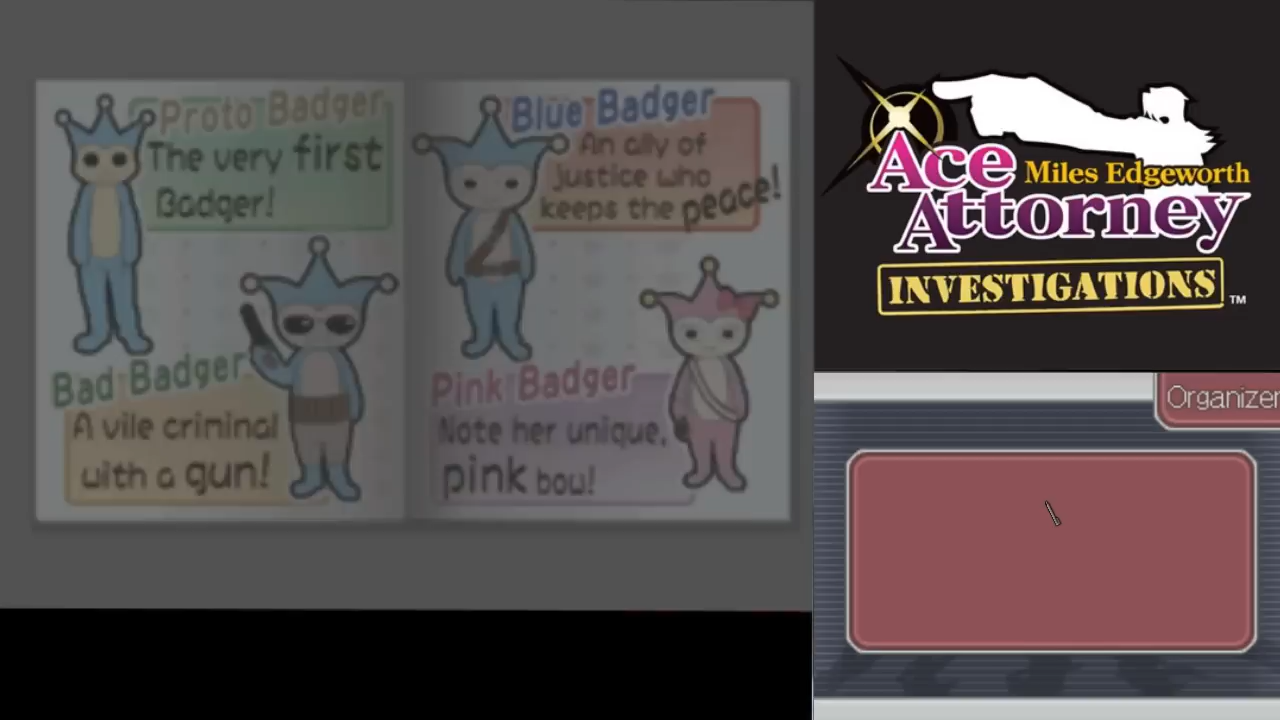 Proto Badger
The very first
Badger!
Bad Badger
A vile criminal
with a gun!
Blue Badger
An ally of
justice who
keeps the peace!
Pink Badger
Note her unique,
pink bow!
Ace
Miles Edgeworth
Attorney
INVESTIGATIONS
™
Organizer